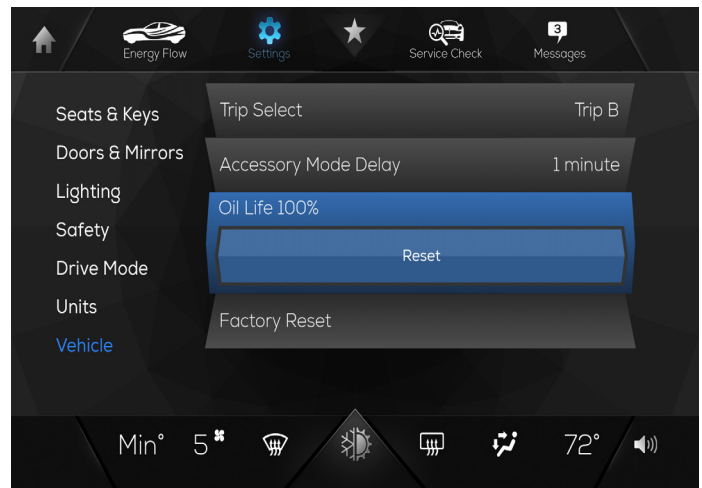 3
Energy Flow
Settings
Service Check
Messages
Seats & Keys
Doors & Mirrors
Lighting
Safety
Drive Mode
Units
Vehicle
Trip Select Trip B
Accessory Mode Delay 1 minute
Oil Life 100%
Reset
Factory Reset
Min° 5 72°